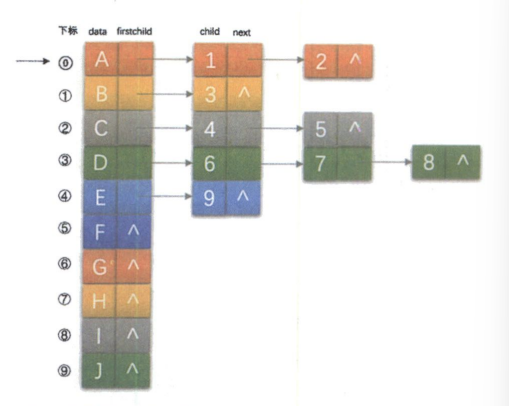 下标 data firstchild child next
⓪ A 1 2 ^
① B 3 ^
② C 4 5 ^
③ D 6 7 8 ^
④ E 9 ^
⑤ F ^
⑥ G ^
⑦ H ^
⑧ I ^
⑨ J ^